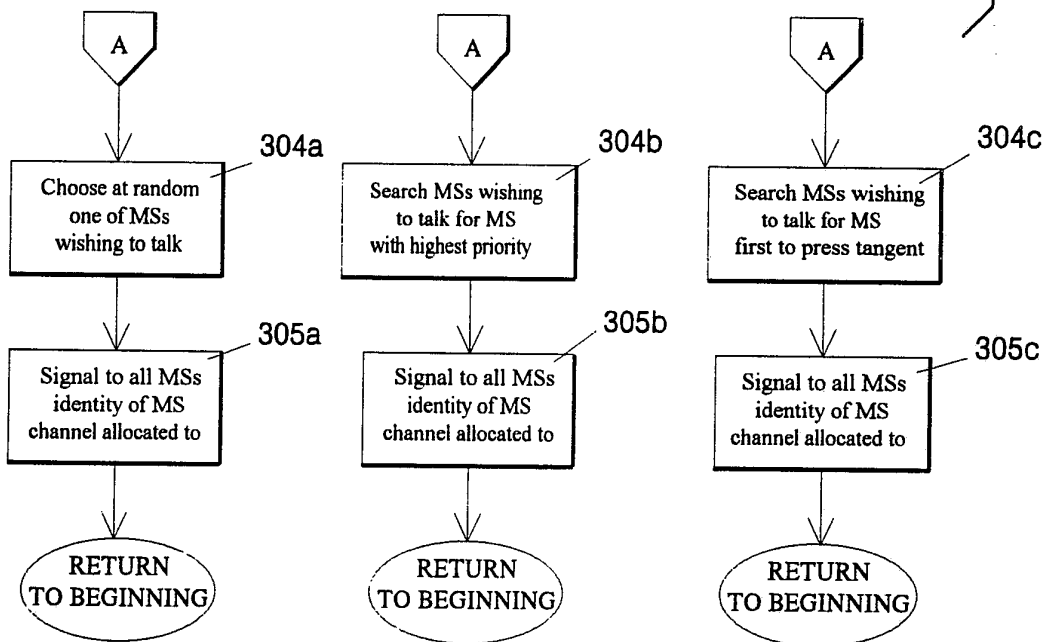 A
304a
Choose at random
one of MSs
wishing to talk
305a
Signal to all MSs
identity of MS
channel allocated to
RETURN
TO BEGINNING
A
304b
Search MSs wishing
to talk for MS
with highest priority
305b
Signal to all MSs
identity of MS
channel allocated to
RETURN
TO BEGINNING
A
304c
Search MSs wishing
to talk for MS
first to press tangent
305c
Signal to all MSs
identity of MS
channel allocated to
RETURN
TO BEGINNING